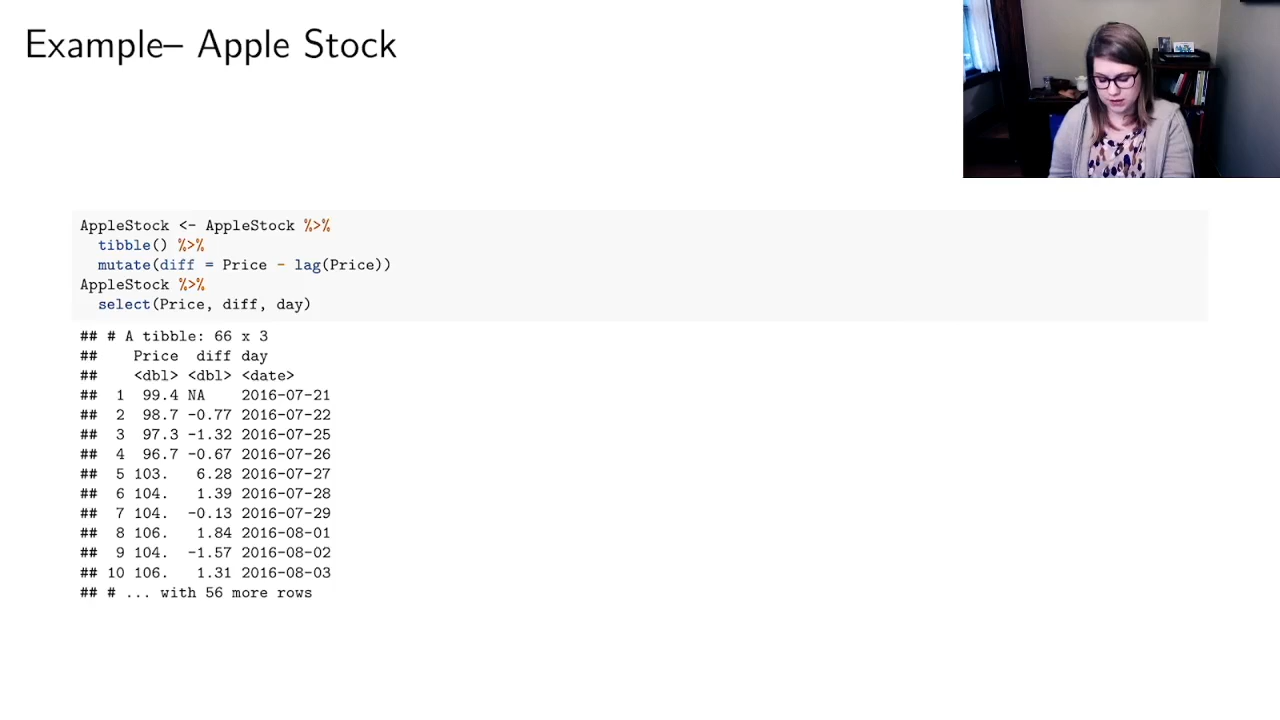 Example– Apple Stock
AppleStock <- AppleStock %>%
  tibble() %>%
  mutate(diff = Price - lag(Price))
AppleStock %>%
  select(Price, diff, day)
## # A tibble: 66 x 3
##    Price  diff day
##    <dbl> <dbl> <date>
##  1  99.4 NA    2016-07-21
##  2  98.7 -0.77 2016-07-22
##  3  97.3 -1.32 2016-07-25
##  4  96.7 -0.67 2016-07-26
##  5 103.   6.28 2016-07-27
##  6 104.   1.39 2016-07-28
##  7 104.  -0.13 2016-07-29
##  8 106.   1.84 2016-08-01
##  9 104.  -1.57 2016-08-02
## 10 106.   1.31 2016-08-03
## # ... with 56 more rows